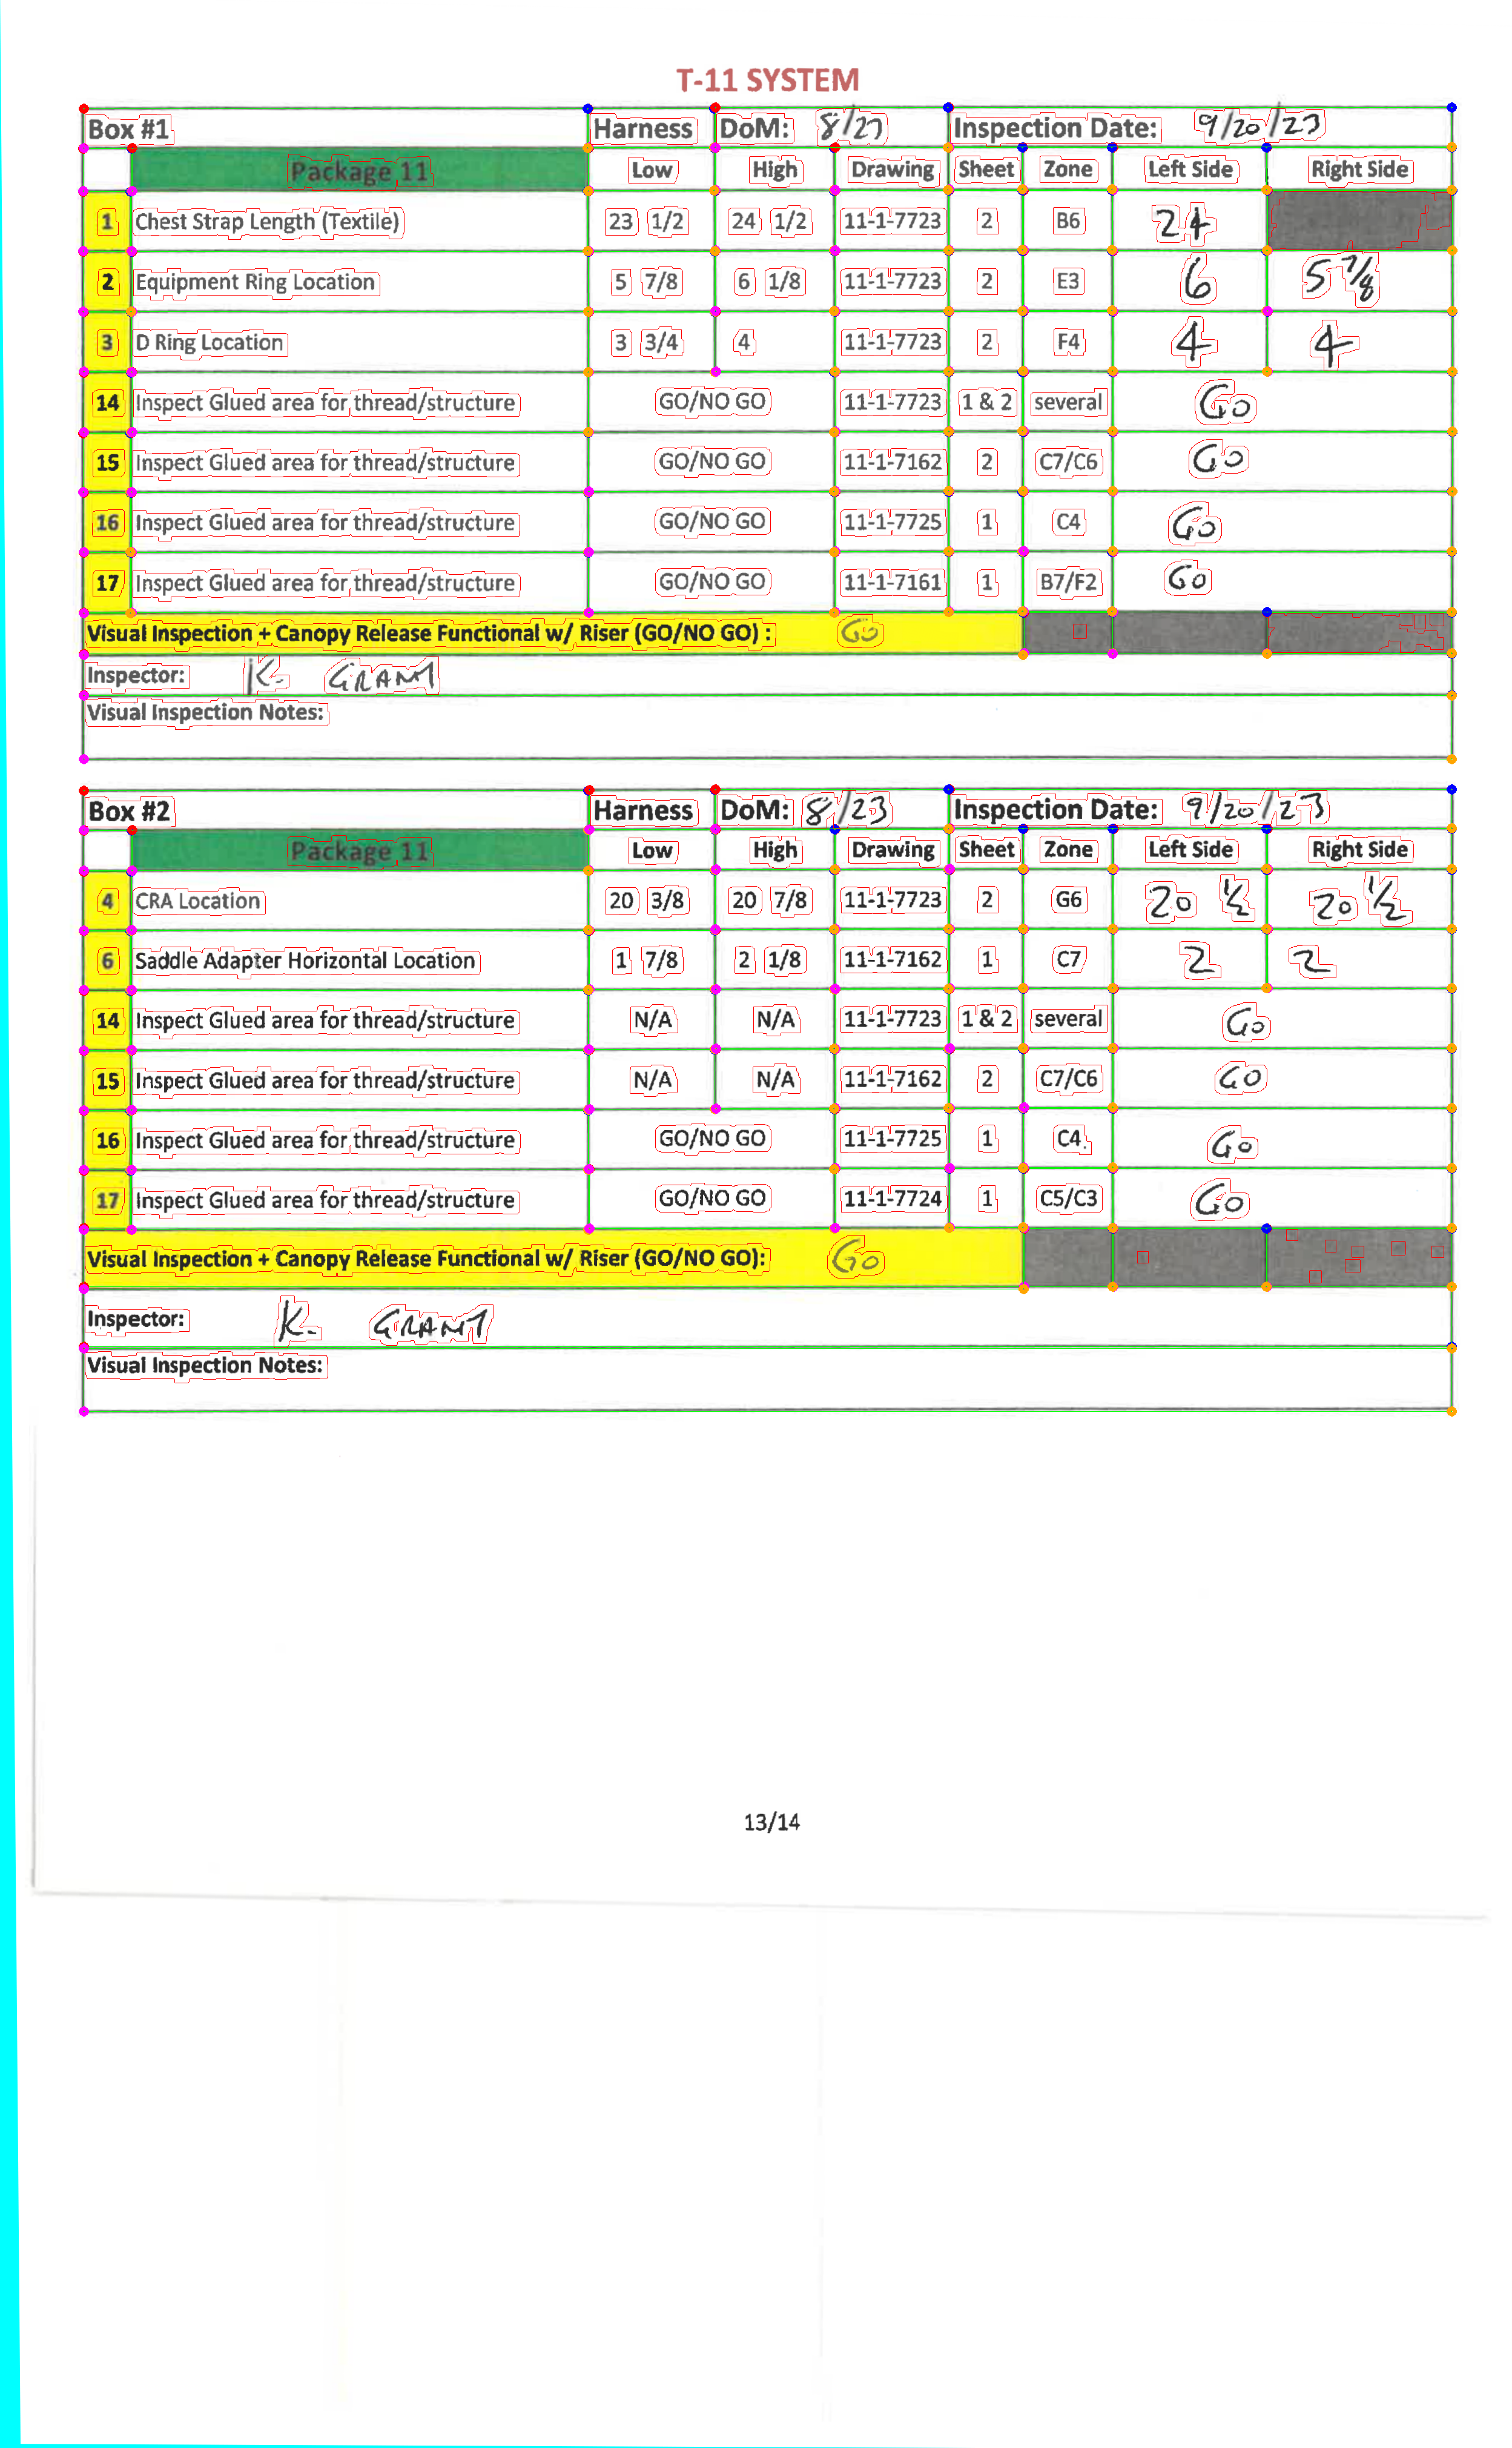 T-11 SYSTEM
Box #1 Harness DoM: 8/23 Inspection Date: 9/20/23
Package 11 Low High Drawing Sheet Zone Left Side Right Side
1 Chest Strap Length (Textile) 23 1/2 24 1/2 11-1-7723 2 B6 24
2 Equipment Ring Location 5 7/8 6 1/8 11-1-7723 2 E3 6 5 7/8
3 D Ring Location 3 3/4 4 11-1-7723 2 F4 4 4
14 Inspect Glued area for thread/structure GO/NO GO 11-1-7723 1 & 2 several Go
15 Inspect Glued area for thread/structure GO/NO GO 11-1-7162 2 C7/C6 Go
16 Inspect Glued area for thread/structure GO/NO GO 11-1-7725 1 C4 Go
17 Inspect Glued area for thread/structure GO/NO GO 11-1-7161 1 B7/F2 Go
Visual Inspection + Canopy Release Functional w/ Riser (GO/NO GO) : Go
Inspector: K. GRANT
Visual Inspection Notes:
Box #2 Harness DoM: 8/23 Inspection Date: 9/20/23
Package 11 Low High Drawing Sheet Zone Left Side Right Side
4 CRA Location 20 3/8 20 7/8 11-1-7723 2 G6 20 1/2 20 1/2
6 Saddle Adapter Horizontal Location 1 7/8 2 1/8 11-1-7162 1 C7 2 2
14 Inspect Glued area for thread/structure N/A N/A 11-1-7723 1 & 2 several Go
15 Inspect Glued area for thread/structure N/A N/A 11-1-7162 2 C7/C6 Go
16 Inspect Glued area for thread/structure GO/NO GO 11-1-7725 1 C4. Go
17 Inspect Glued area for thread/structure GO/NO GO 11-1-7724 1 C5/C3 Go
Visual Inspection + Canopy Release Functional w/ Riser (GO/NO GO): Go
Inspector: K. GRANT
Visual Inspection Notes:
13/14